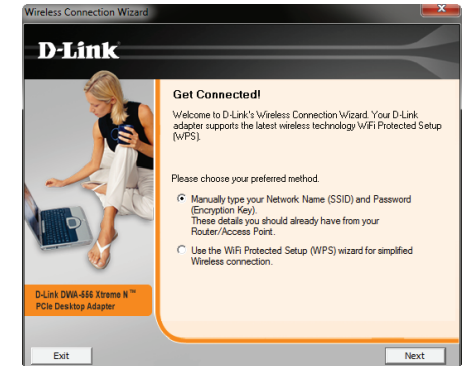 Wireless Connection Wizard
D-Link
Get Connected!
Welcome to D-Link's Wireless Connection Wizard. Your D-Link
adapter supports the latest wireless technology WiFi Protected Setup
(WPS).
Please choose your preferred method.
Manually type your Network Name (SSID) and Password
(Encryption Key).
These details you should already have from your
Router/Access Point.
Use the WiFi Protected Setup (WPS) wizard for simplified
Wireless connection.
D-Link DWA-556 Xtreme N™
PCIe Desktop Adapter
Exit
Next